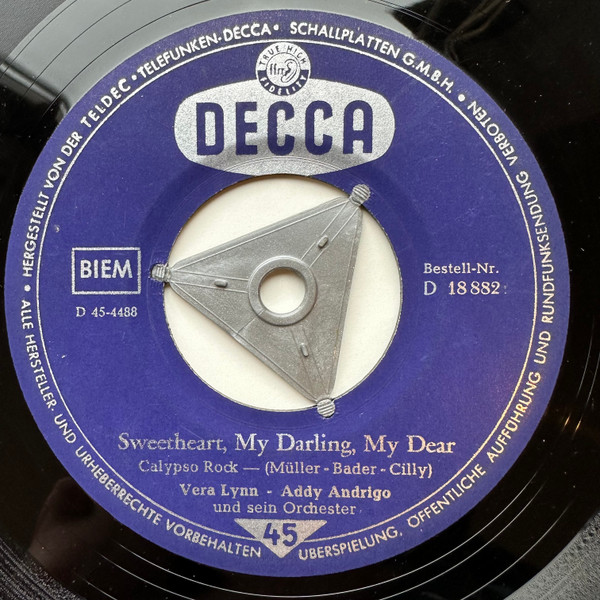 HERGESTELLT VON DER TELDEC • TELEFUNKEN-DECCA • SCHALLPLATTEN G.M.B.H. •
TRUE HIGH
ffrr
FIDELITY
DECCA
BIEM
D 45-4488
Bestell-Nr.
D 18 882
Sweetheart, My Darling, My Dear
Calypso Rock — (Müller - Bader - Cilly)
Vera Lynn - Addy Andrigo
und sein Orchester
45
• ALLE HERSTELLER- UND URHEBERRECHTE VORBEHALTEN
ÜBERSPIELUNG, ÖFFENTLICHE AUFFÜHRUNG UND RUNDFUNKSENDUNG VERBOTEN